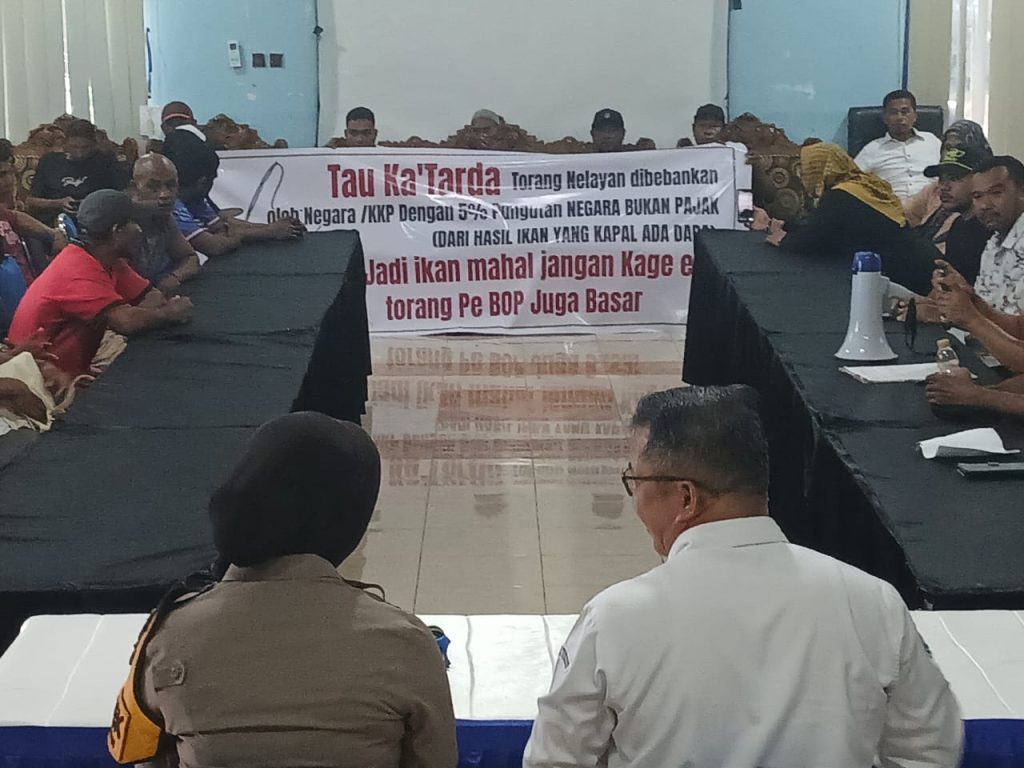 Tau Ka'Tarda Torang Nelayan dibebankan
oleh Negara /KKP Dengan 5% Pungutan NEGARA BUKAN PAJAK
(DARI HASIL IKAN YANG KAPAL ADA DAPA)
Jadi ikan mahal jangan Kage e
torang Pe BOP Juga Basar